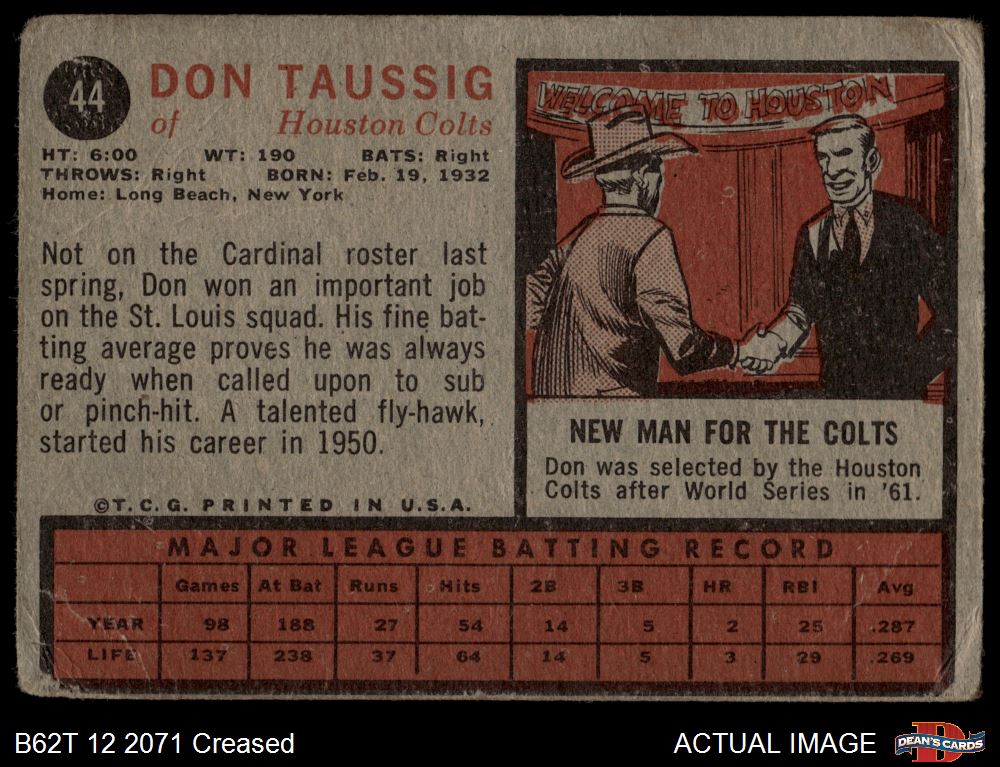 44
DON TAUSSIG
of Houston Colts
HT: 6:00 WT: 190 BATS: Right
THROWS: Right BORN: Feb. 19, 1932
Home: Long Beach, New York
Not on the Cardinal roster last
spring, Don won an important job
on the St. Louis squad. His fine bat-
ting average proves he was always
ready when called upon to sub
or pinch-hit. A talented fly-hawk,
started his career in 1950.
©T.C.G. PRINTED IN U.S.A.
WELCOME TO HOUSTON
NEW MAN FOR THE COLTS
Don was selected by the Houston
Colts after World Series in '61.
MAJOR LEAGUE BATTING RECORD
Games At Bat Runs Hits 2B 3B HR RBI Avg
YEAR 98 188 27 54 14 5 2 25 .287
LIFE 137 238 37 64 14 5 3 29 .269
B62T 12 2071 Creased
ACTUAL IMAGE
D
DEAN'S CARDS